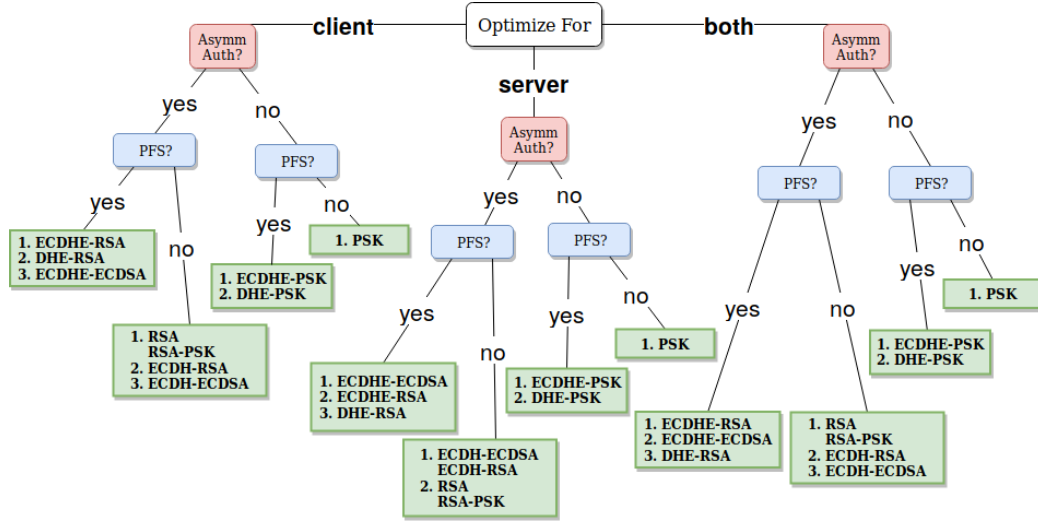 Optimize For
client
both
server
Asymm
Auth?
yes
no
PFS?
PFS?
yes
no
yes
no
1. ECDHE-RSA
2. DHE-RSA
3. ECDHE-ECDSA
1. RSA
RSA-PSK
2. ECDH-RSA
3. ECDH-ECDSA
1. ECDHE-PSK
2. DHE-PSK
1. PSK
Asymm
Auth?
yes
no
PFS?
PFS?
yes
no
yes
no
1. ECDHE-ECDSA
2. ECDHE-RSA
3. DHE-RSA
1. ECDH-ECDSA
ECDH-RSA
2. RSA
RSA-PSK
1. ECDHE-PSK
2. DHE-PSK
1. PSK
Asymm
Auth?
yes
no
PFS?
PFS?
yes
no
yes
no
1. ECDHE-RSA
2. ECDHE-ECDSA
3. DHE-RSA
1. RSA
RSA-PSK
2. ECDH-RSA
3. ECDH-ECDSA
1. ECDHE-PSK
2. DHE-PSK
1. PSK